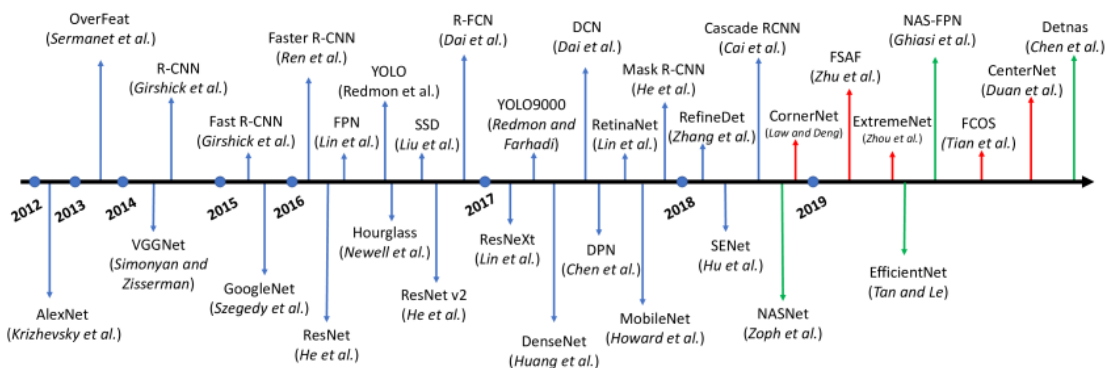 OverFeat
(Sermanet et al.)
R-CNN
(Girshick et al.)
Fast R-CNN
(Girshick et al.)
Faster R-CNN
(Ren et al.)
FPN
(Lin et al.)
YOLO
(Redmon et al.)
SSD
(Liu et al.)
R-FCN
(Dai et al.)
YOLO9000
(Redmon and
Farhadi)
DCN
(Dai et al.)
RetinaNet
(Lin et al.)
Mask R-CNN
(He et al.)
RefineDet
(Zhang et al.)
Cascade RCNN
(Cai et al.)
CornerNet
(Law and Deng)
FSAF
(Zhu et al.)
ExtremeNet
(Zhou et al.)
NAS-FPN
(Ghiasi et al.)
FCOS
(Tian et al.)
CenterNet
(Duan et al.)
Detnas
(Chen et al.)
2012
2013
2014
2015
2016
2017
2018
2019
AlexNet
(Krizhevsky et al.)
VGGNet
(Simonyan and
Zisserman)
GoogleNet
(Szegedy et al.)
ResNet
(He et al.)
Hourglass
(Newell et al.)
ResNet v2
(He et al.)
ResNeXt
(Lin et al.)
DenseNet
(Huang et al.)
DPN
(Chen et al.)
MobileNet
(Howard et al.)
SENet
(Hu et al.)
NASNet
(Zoph et al.)
EfficientNet
(Tan and Le)